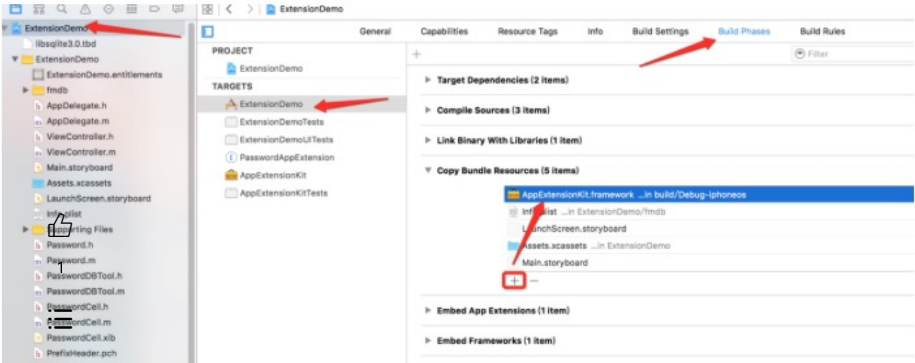 ExtensionDemo
ExtensionDemo
libsqlite3.0.tbd
ExtensionDemo
ExtensionDemo.entitlements
fmdb
AppDelegate.h
AppDelegate.m
ViewController.h
ViewController.m
Main.storyboard
Assets.xcassets
LaunchScreen.storyboard
Info.plist
Supporting Files
Password.h
Password.m
1
PasswordDBTool.h
PasswordDBTool.m
PasswordCell.h
PasswordCell.m
PasswordCell.xib
PrefixHeader.pch
General Capabilities Resource Tags Info Build Settings Build Phases Build Rules
PROJECT
ExtensionDemo
TARGETS
ExtensionDemo
ExtensionDemoTests
ExtensionDemoUITests
PasswordAppExtension
AppExtensionKit
AppExtensionKitTests
+ Filter
Target Dependencies (2 items)
Compile Sources (3 items)
Link Binary With Libraries (1 item)
Copy Bundle Resources (5 items)
AppExtensionKit.framework ...in build/Debug-iphoneos
Info.plist ...in ExtensionDemo/fmdb
LaunchScreen.storyboard
Assets.xcassets ...in ExtensionDemo
Main.storyboard
+ −
Embed App Extensions (1 item)
Embed Frameworks (1 item)